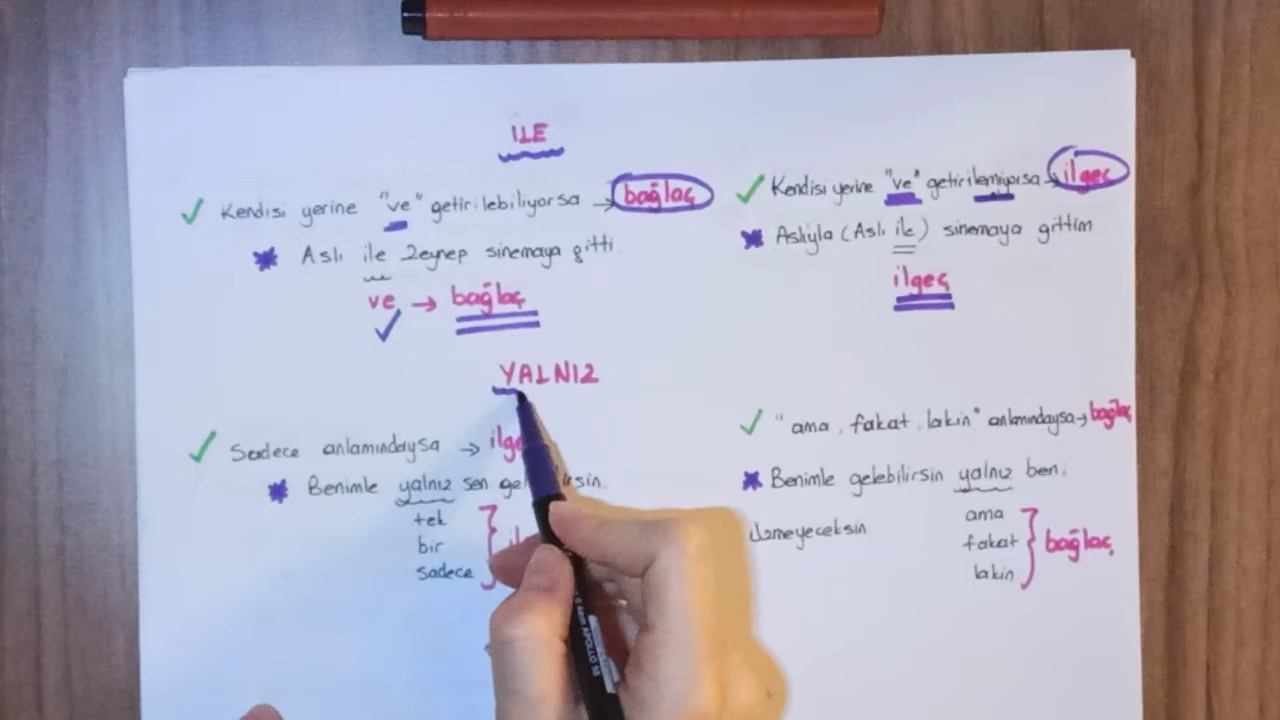 İLE
Kendisi yerine "ve" getirilebiliyorsa → bağlaç
Aslı ile Zeynep sinemaya gitti.
ve → bağlaç
Kendisi yerine "ve" getirilemiyorsa → ilgeç
Aslıyla (Aslı ile) sinemaya gittim
ilgeç
YALNIZ
Sadece anlamındaysa →
Benimle yalnız sen
tek
bir
sadece
"ama, fakat, lakin" anlamındaysa → bağlaç
Benimle gelebilirsin yalnız ben,
ama
fakat
lakin
bağlaç
APOLLO